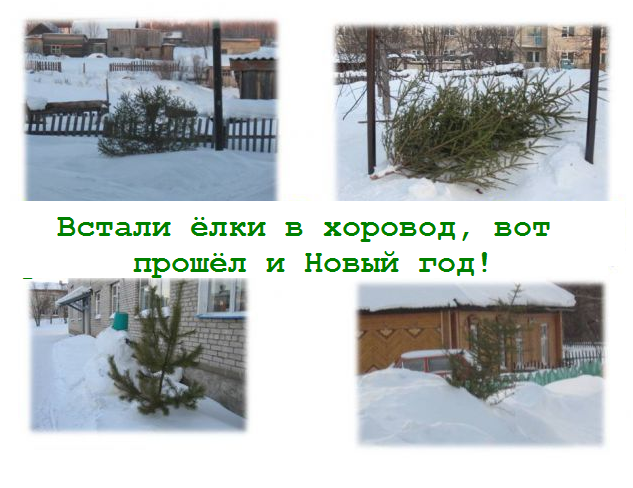 Встали ёлки в хоровод, вот
прошёл и Новый год!